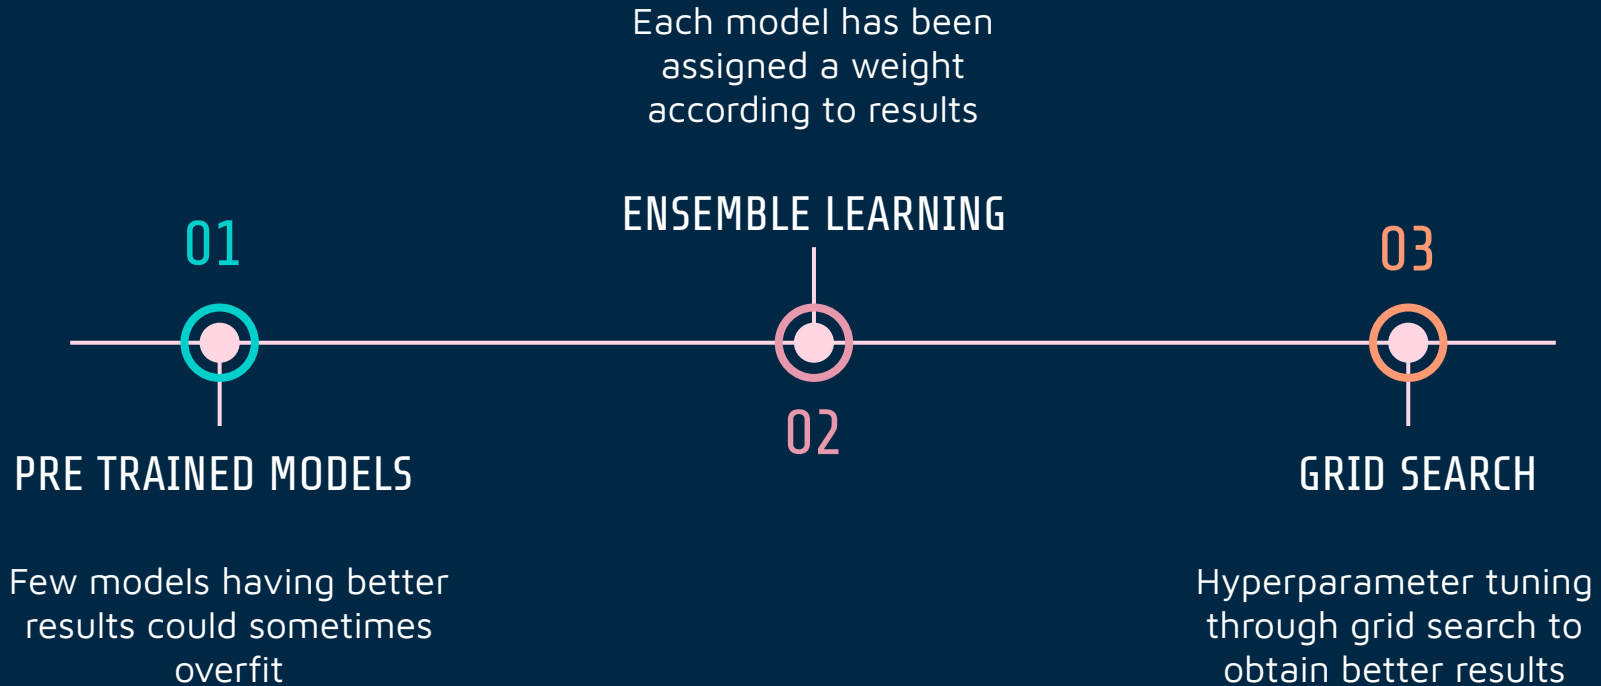 01
PRE TRAINED MODELS
Few models having better
results could sometimes
overfit
Each model has been
assigned a weight
according to results
ENSEMBLE LEARNING
02
03
GRID SEARCH
Hyperparameter tuning
through grid search to
obtain better results